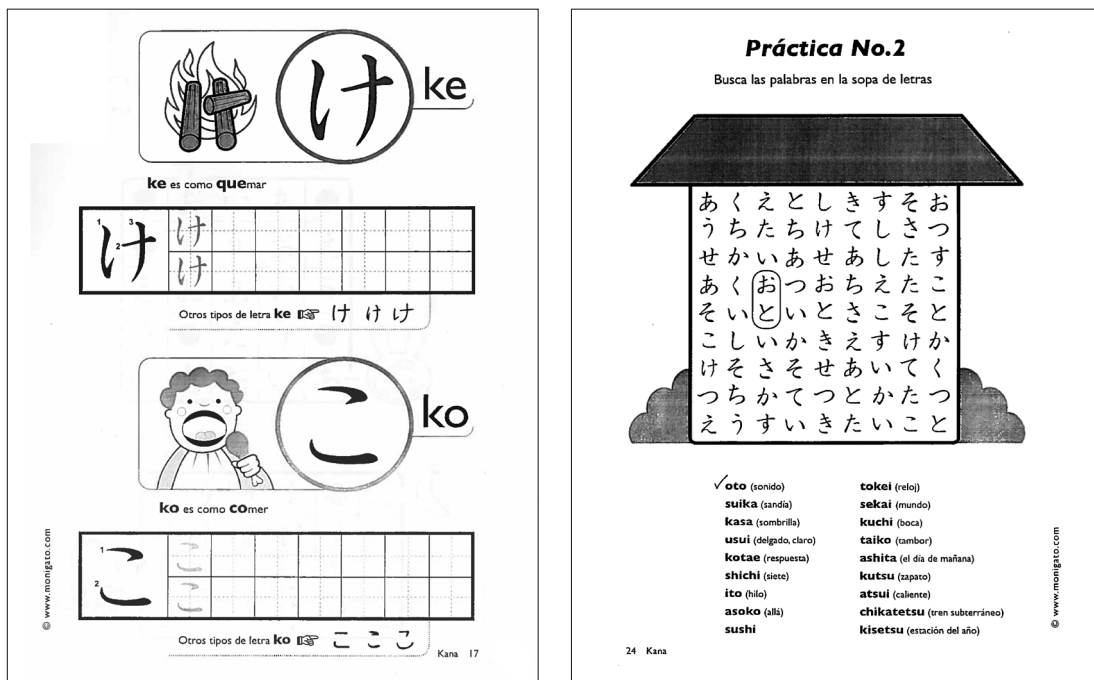 け
ke
ke es como quemar
1 3
2
け
け
け
Otros tipos de letra ke ☞ け け け
こ
ko
ko es como comer
1
2
こ
こ
こ
Otros tipos de letra ko ☞ こ こ こ
© www.monigato.com
Kana 17
Práctica No.2
Busca las palabras en la sopa de letras
あ く え と し き す そ お
う ち た ち け て し さ つ
せ か い あ せ あ し た す
あ く お つ お ち え た こ
そ い と い と さ こ そ と
こ し い か き え す け か
け そ さ そ せ あ い て く
つ ち か て つ と か た つ
え う す い き た い こ と
✓oto (sonido)
suika (sandía)
kasa (sombrilla)
usui (delgado, claro)
kotae (respuesta)
shichi (siete)
ito (hilo)
asoko (allá)
sushi
tokei (reloj)
sekai (mundo)
kuchi (boca)
taiko (tambor)
ashita (el día de mañana)
kutsu (zapato)
atsui (caliente)
chikatetsu (tren subterráneo)
kisetsu (estación del año)
© www.monigato.com
24 Kana